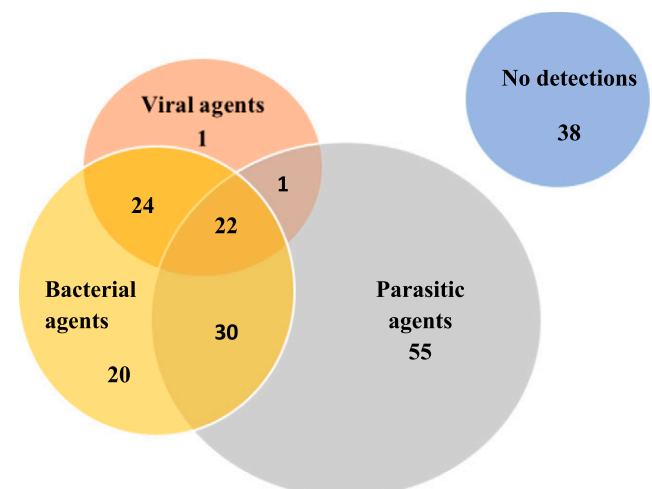 No detections
38
Viral agents
1
1
24
22
Bacterial
agents
20
30
Parasitic
agents
55